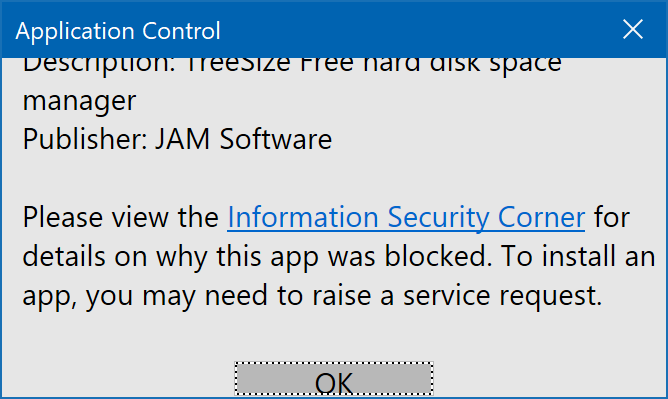 Application Control
Description: TreeSize Free hard disk space
manager
Publisher: JAM Software
Please view the Information Security Corner for
details on why this app was blocked. To install an
app, you may need to raise a service request.
OK